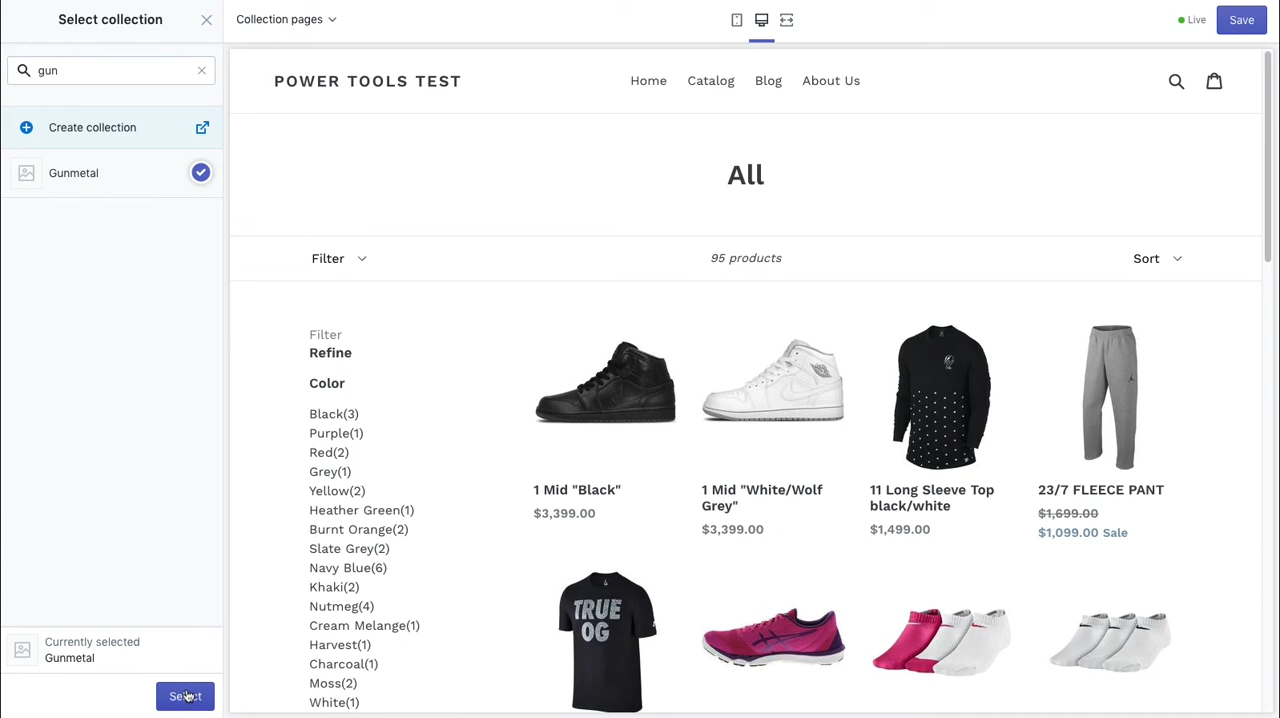 Select collection
Collection pages
Live
Save
gun
Create collection
Gunmetal
Currently selected
Gunmetal
Select
POWER TOOLS TEST
Home
Catalog
Blog
About Us
All
Filter
95 products
Sort
Filter
Refine
Color
Black(3)
Purple(1)
Red(2)
Grey(1)
Yellow(2)
Heather Green(1)
Burnt Orange(2)
Slate Grey(2)
Navy Blue(6)
Khaki(2)
Nutmeg(4)
Cream Melange(1)
Harvest(1)
Charcoal(1)
Moss(2)
White(1)
1 Mid "Black"
$3,399.00
1 Mid "White/Wolf
Grey"
$3,399.00
11 Long Sleeve Top
black/white
$1,499.00
23/7 FLEECE PANT
$1,699.00
$1,099.00 Sale
TRUE
OG